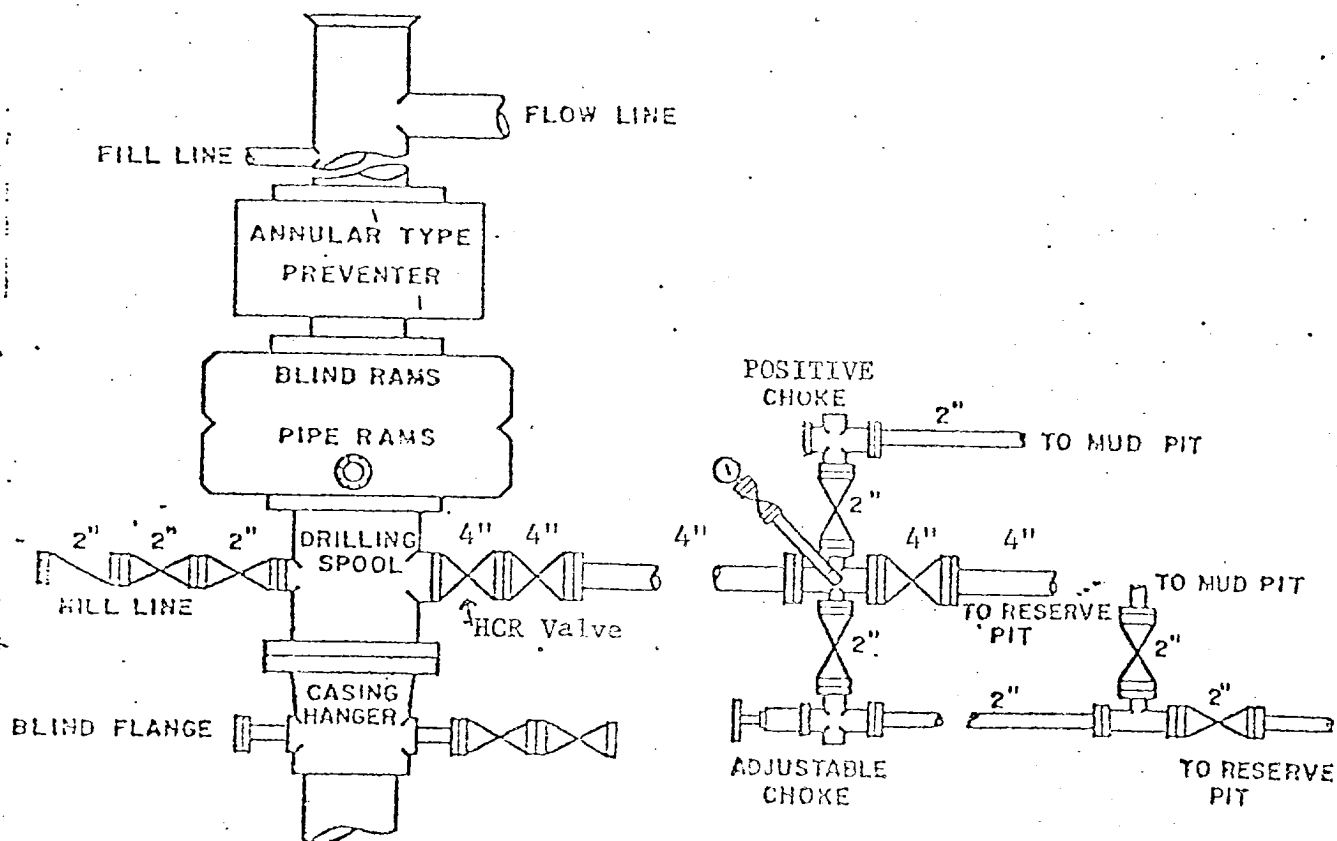 FLOW LINE
FILL LINE
ANNULAR TYPE
PREVENTER
BLIND RAMS
PIPE RAMS
POSITIVE
CHOKE
2"
TO MUD PIT
2"
2"
2"
2"
DRILLING
SPOOL
4"
4"
4"
4"
4"
KILL LINE
HCR Valve
TO RESERVE
PIT
TO MUD PIT
2"
2"
CASING
HANGER
BLIND FLANGE
2"
2"
ADJUSTABLE
CHOKE
TO RESERVE
PIT